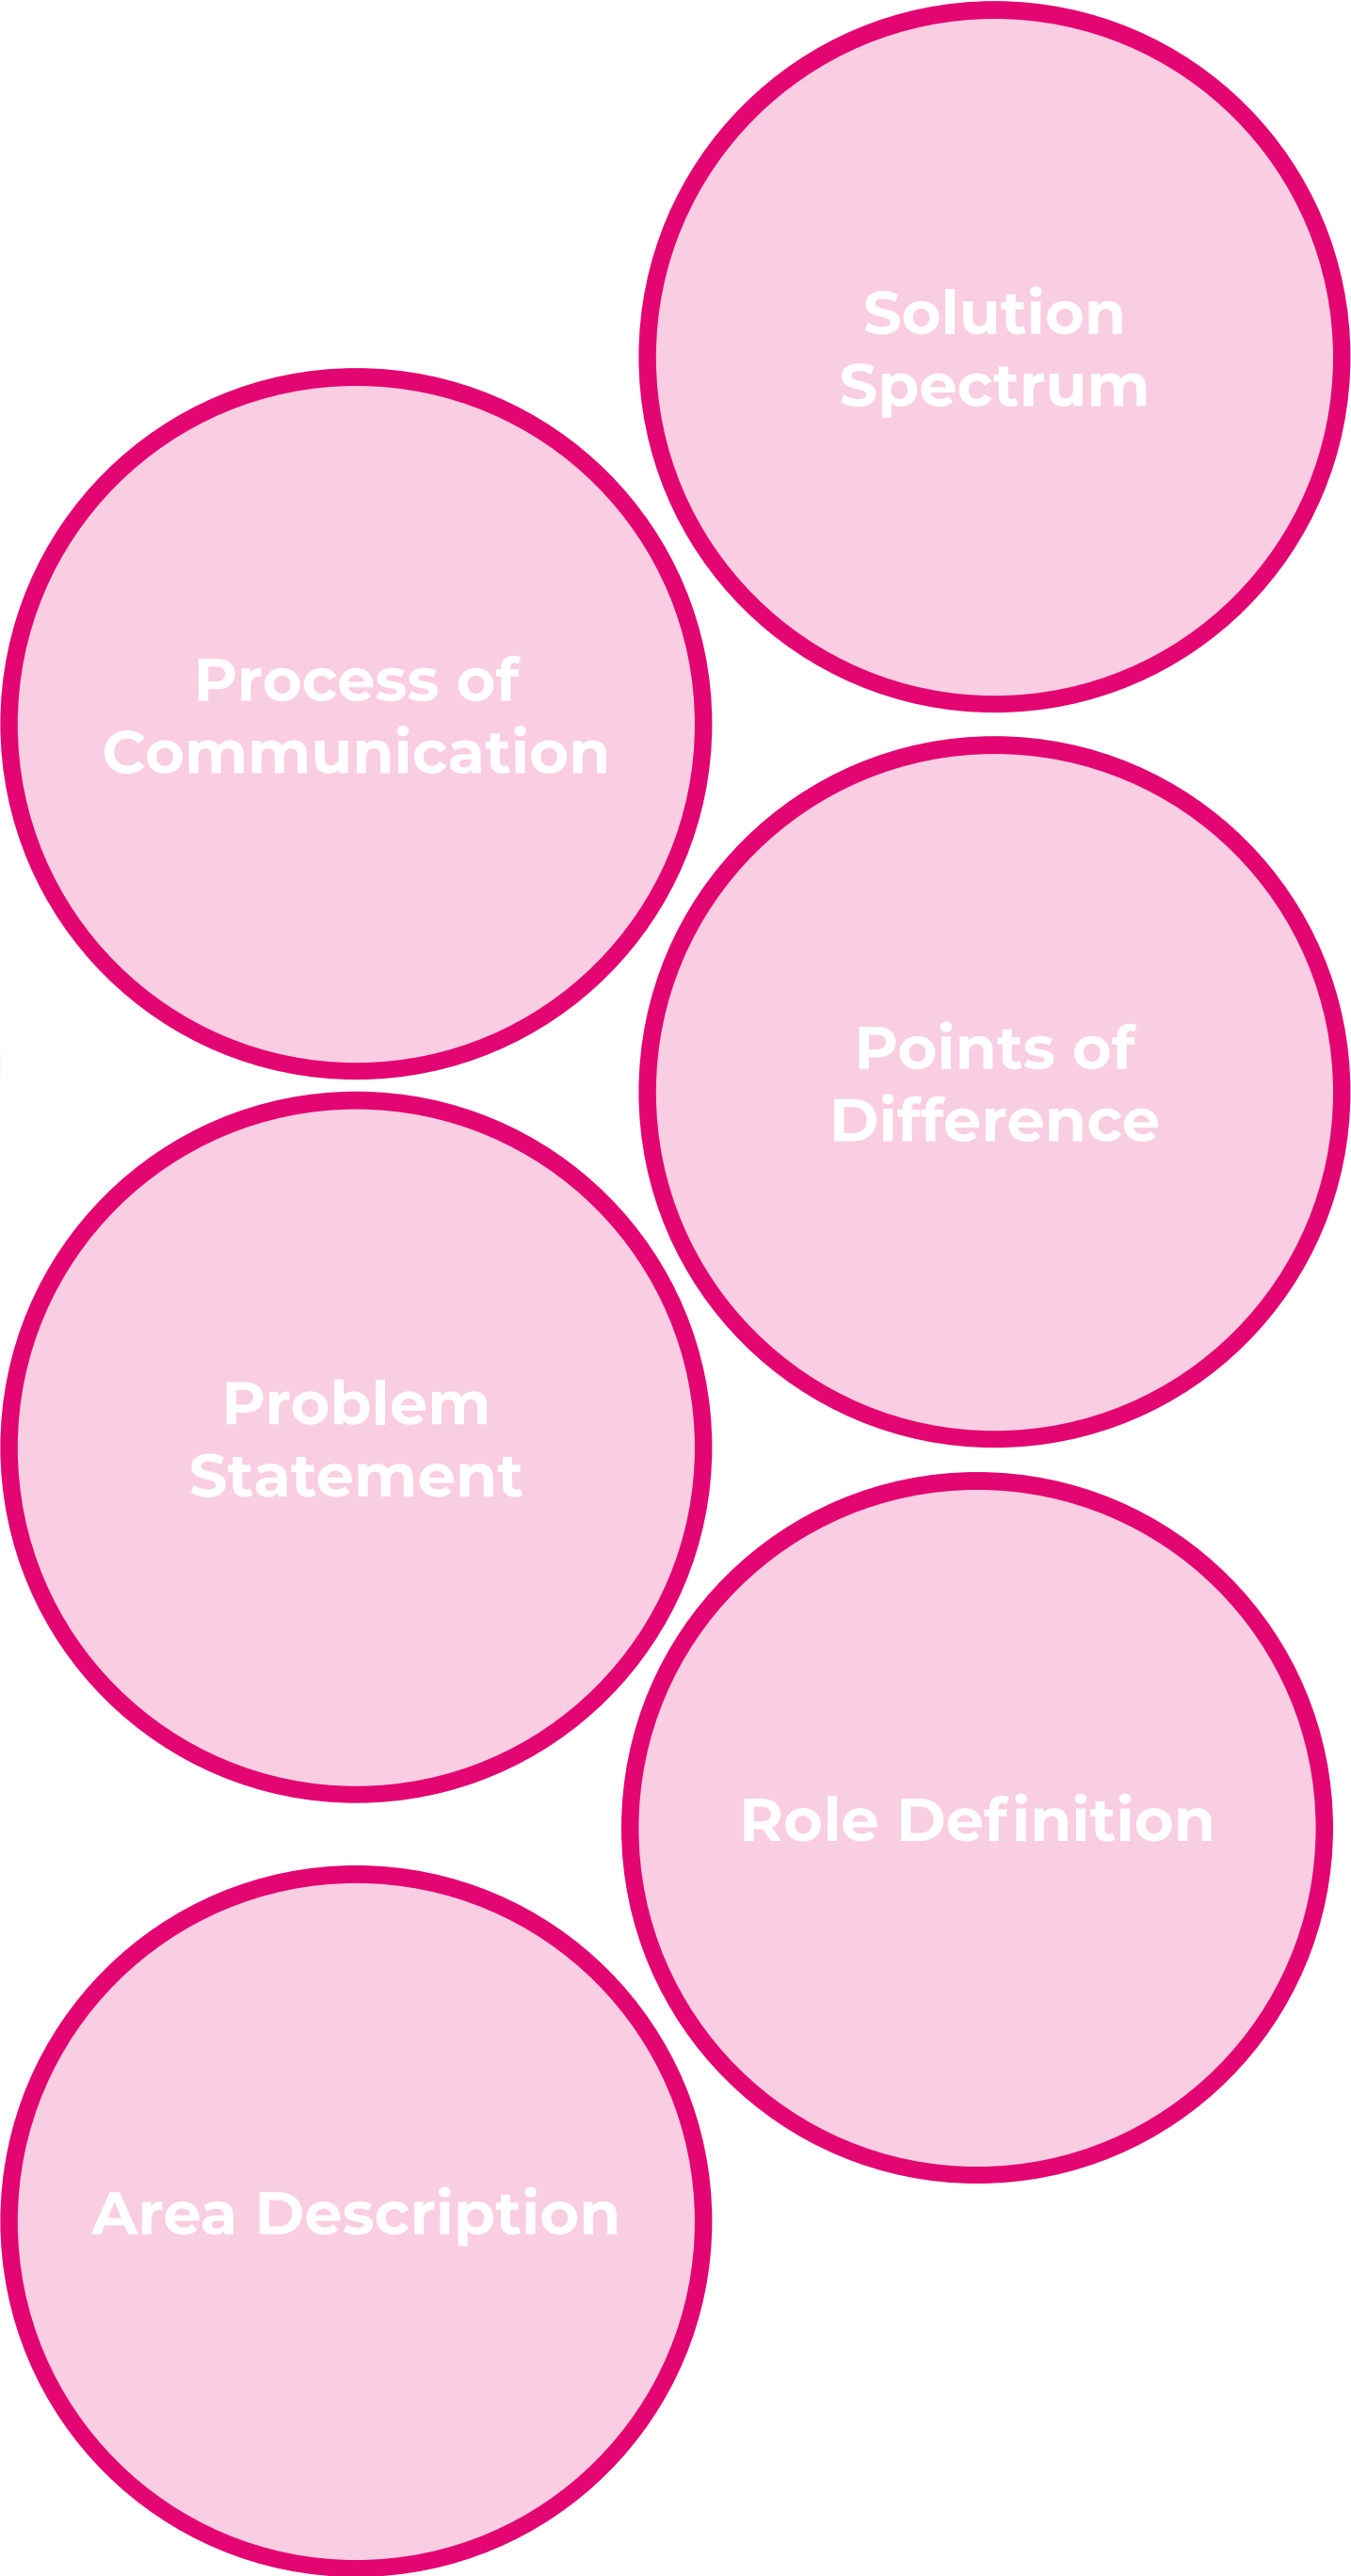 Solution
Spectrum
Process of
Communication
Points of
Difference
Problem
Statement
Role Definition
Area Description